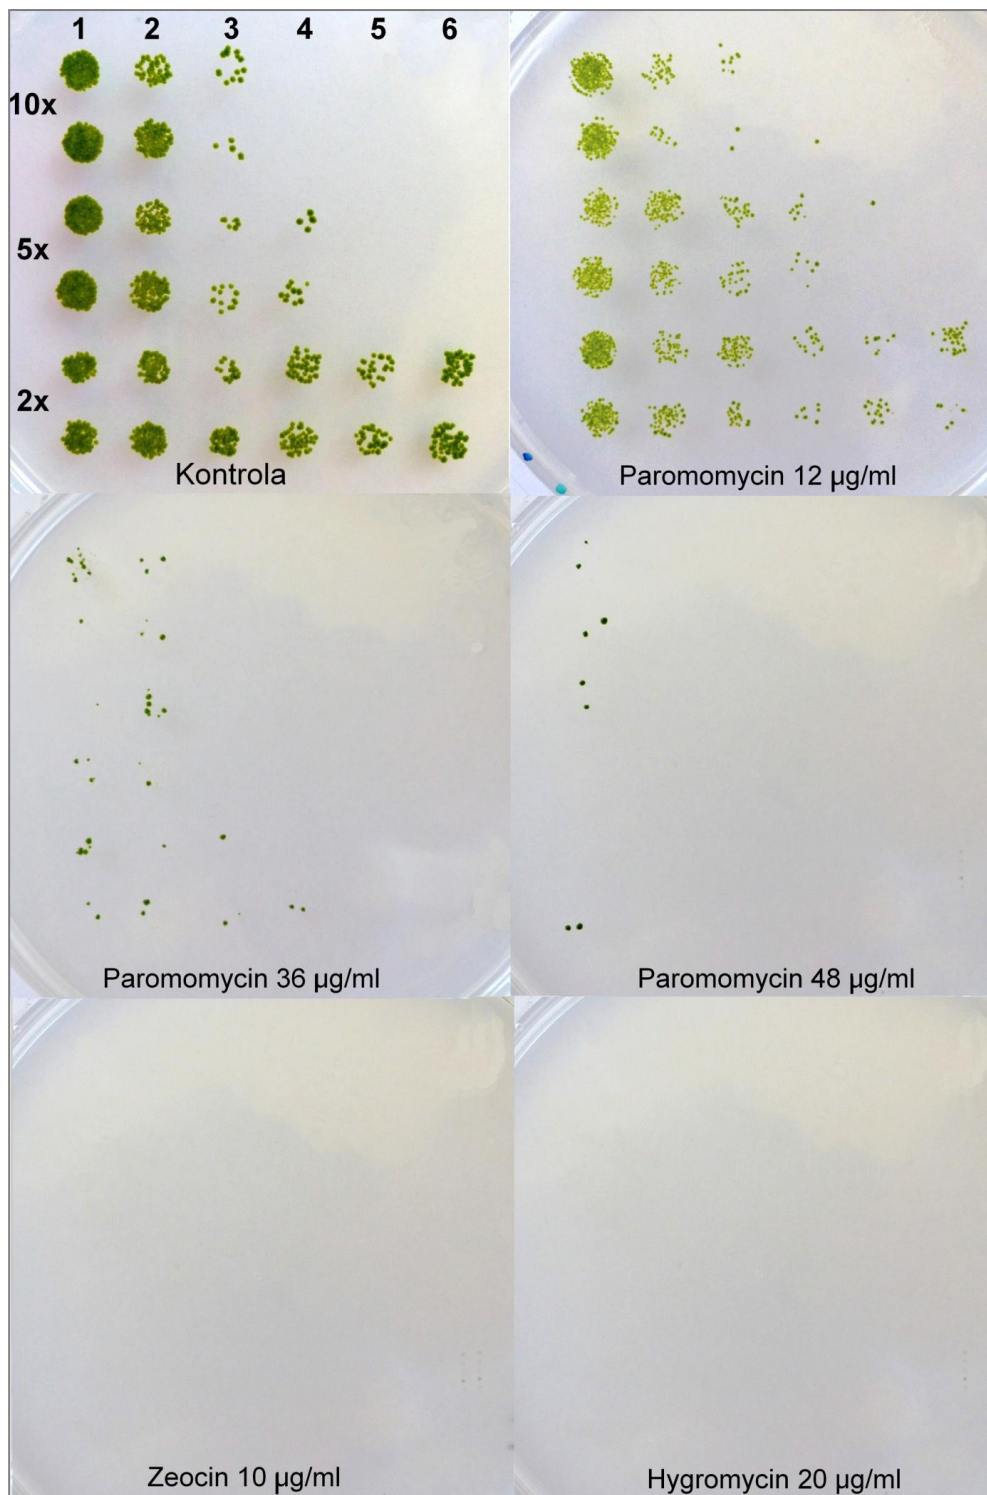 1 2 3 4 5 6
10x
5x
2x
Kontrola
Paromomycin 12 µg/ml
Paromomycin 36 µg/ml
Paromomycin 48 µg/ml
Zeocin 10 µg/ml
Hygromycin 20 µg/ml